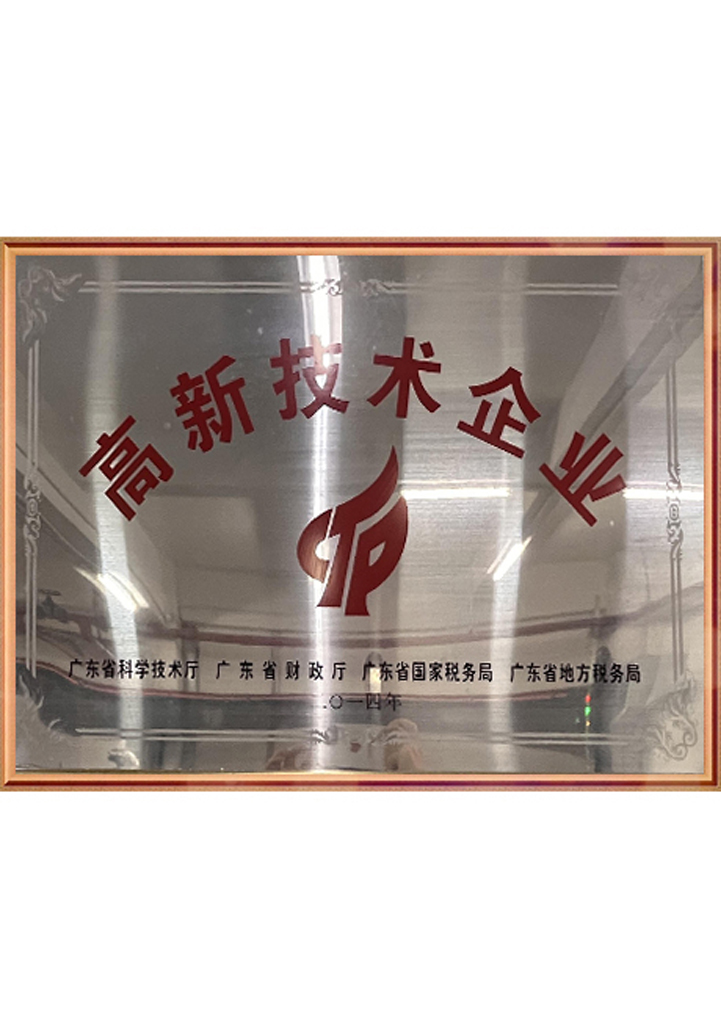 高新技术企业
广东省科学技术厅 广东省财政厅 广东省国家税务局 广东省地方税务局
二〇一四年